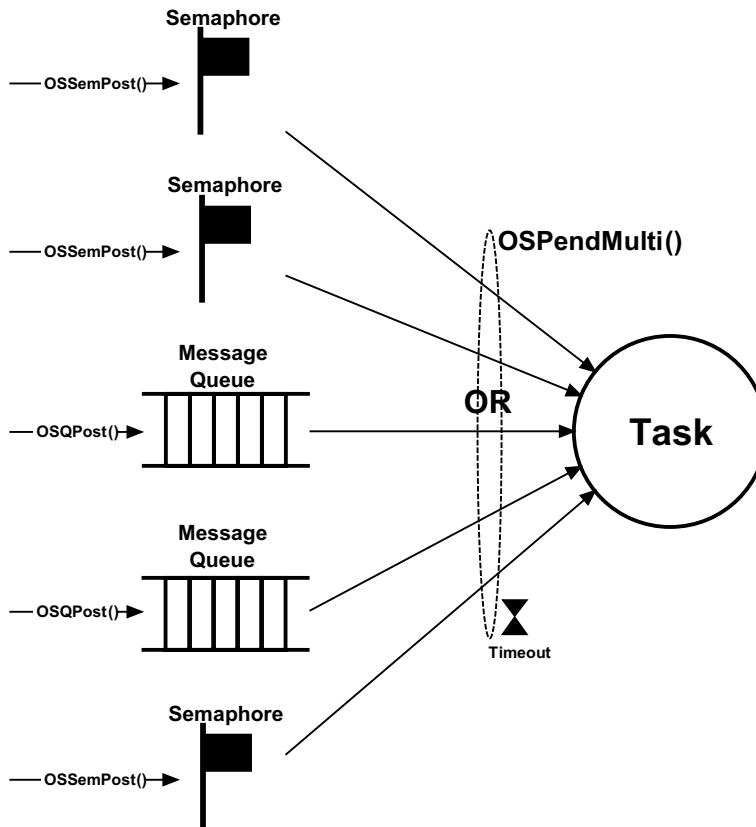 Semaphore
OSSemPost()
Semaphore
OSSemPost()
OSPendMulti()
Message
Queue
OSQPost()
OR
Task
Message
Queue
OSQPost()
Timeout
Semaphore
OSSemPost()